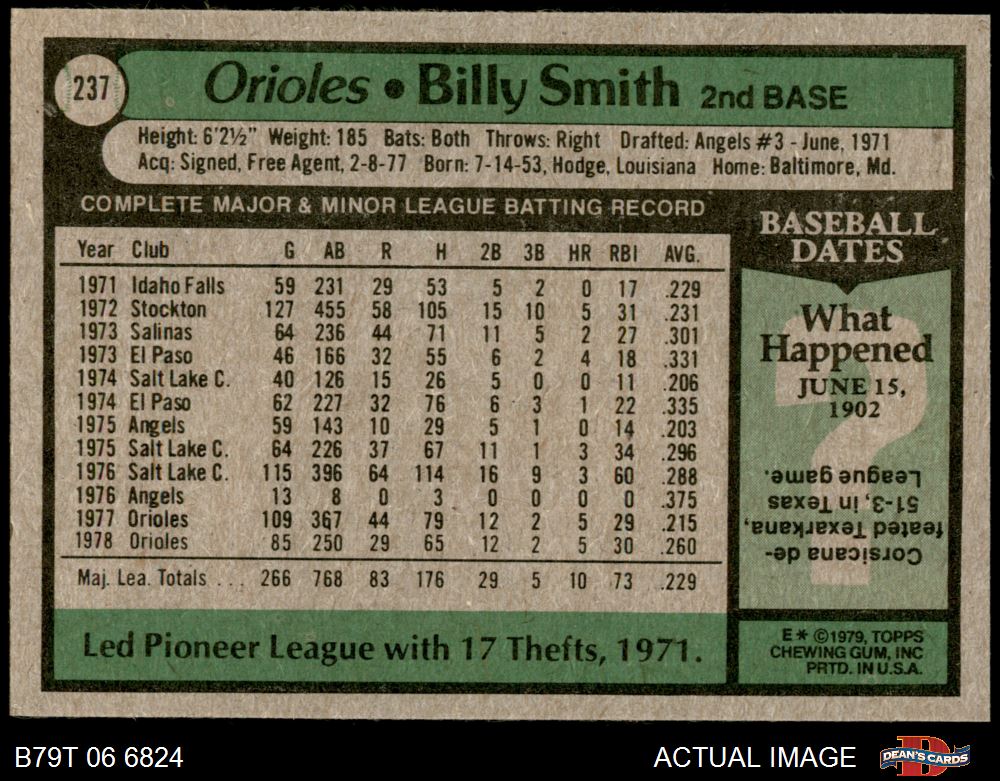 237
Orioles • Billy Smith 2nd BASE
Height: 6'2½" Weight: 185 Bats: Both Throws: Right Drafted: Angels #3 - June, 1971
Acq: Signed, Free Agent, 2-8-77 Born: 7-14-53, Hodge, Louisiana Home: Baltimore, Md.
COMPLETE MAJOR & MINOR LEAGUE BATTING RECORD
Year Club G AB R H 2B 3B HR RBI AVG.
1971 Idaho Falls 59 231 29 53 5 2 0 17 .229
1972 Stockton 127 455 58 105 15 10 5 31 .231
1973 Salinas 64 236 44 71 11 5 2 27 .301
1973 El Paso 46 166 32 55 6 2 4 18 .331
1974 Salt Lake C. 40 126 15 26 5 0 0 11 .206
1974 El Paso 62 227 32 76 6 3 1 22 .335
1975 Angels 59 143 10 29 5 1 0 14 .203
1975 Salt Lake C. 64 226 37 67 11 1 3 34 .296
1976 Salt Lake C. 115 396 64 114 16 9 3 60 .288
1976 Angels 13 8 0 3 0 0 0 0 .375
1977 Orioles 109 367 44 79 12 2 5 29 .215
1978 Orioles 85 250 29 65 12 2 5 30 .260
Maj. Lea. Totals ... 266 768 83 176 29 5 10 73 .229
Led Pioneer League with 17 Thefts, 1971.
BASEBALL
DATES
What
Happened
JUNE 15,
1902
?
Corsicana de-
feated Texarkana,
51-3 in Texas
League game.
E * ©1979, TOPPS
CHEWING GUM, INC
PRTD. IN U.S.A.
B79T 06 6824
ACTUAL IMAGE
D
DEAN'S CARDS